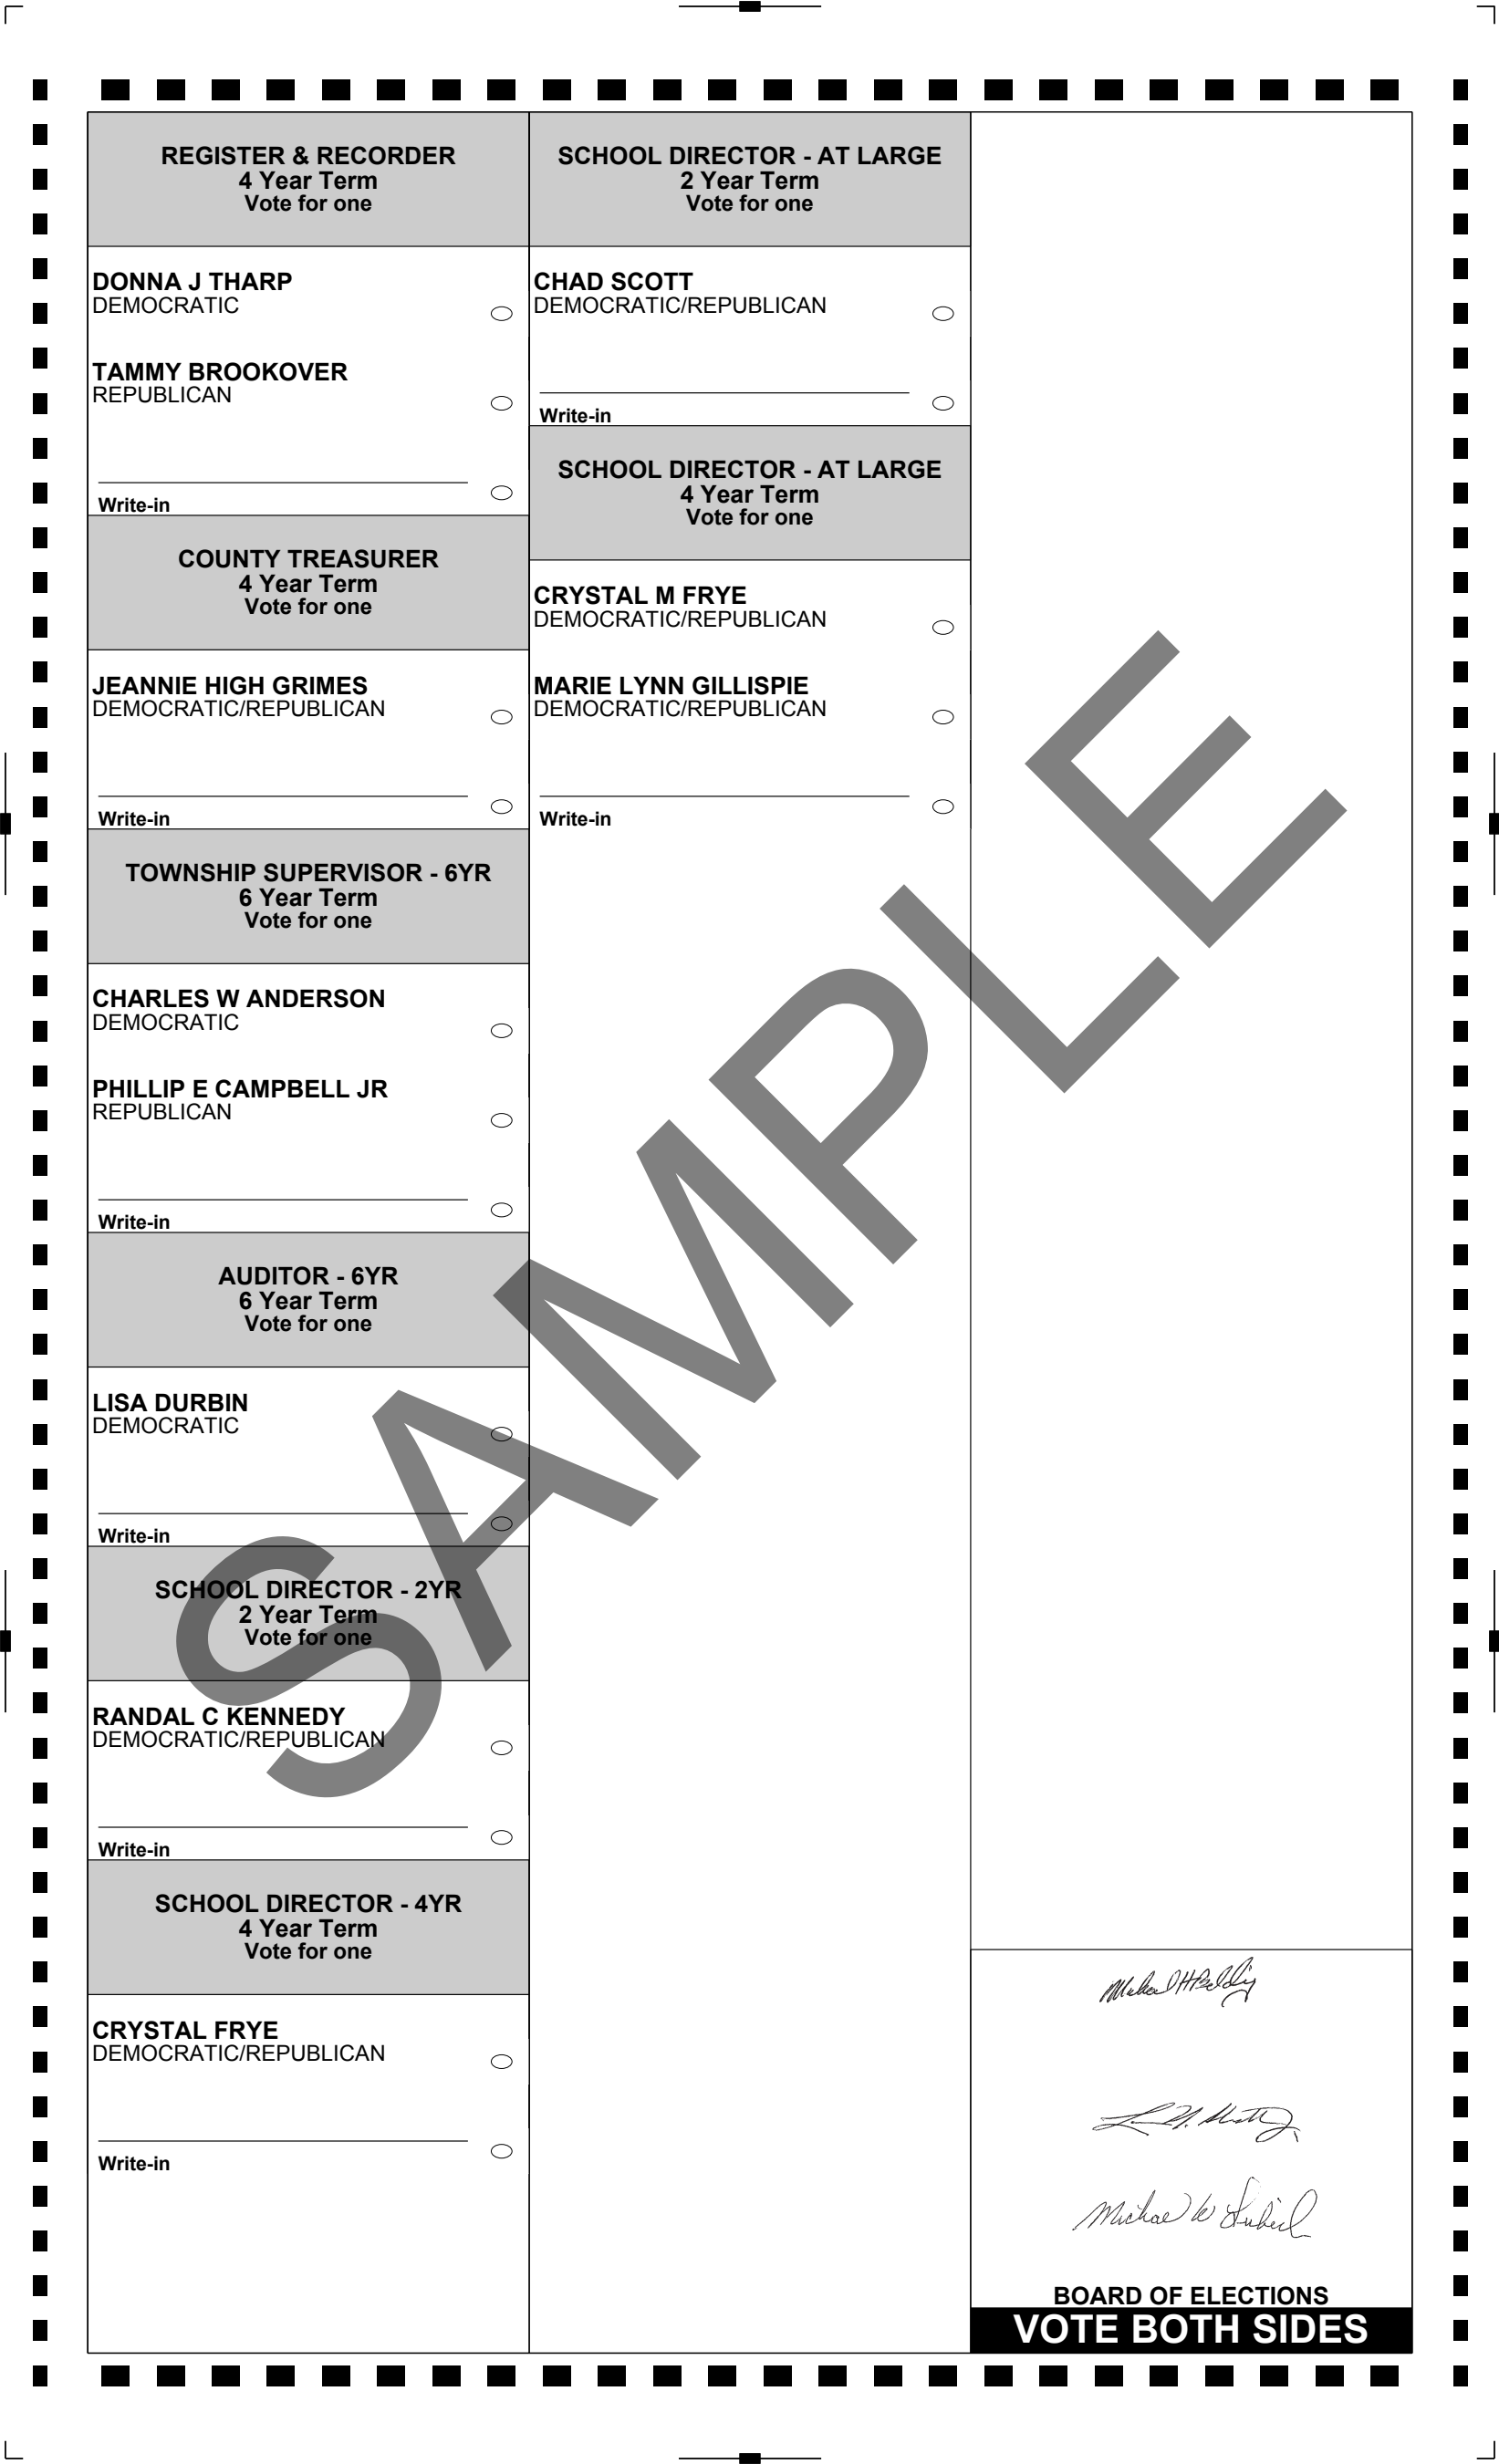 REGISTER & RECORDER
4 Year Term
Vote for one
DONNA J THARP
DEMOCRATIC
TAMMY BROOKOVER
REPUBLICAN
Write-in
COUNTY TREASURER
4 Year Term
Vote for one
JEANNIE HIGH GRIMES
DEMOCRATIC/REPUBLICAN
Write-in
TOWNSHIP SUPERVISOR - 6YR
6 Year Term
Vote for one
CHARLES W ANDERSON
DEMOCRATIC
PHILLIP E CAMPBELL JR
REPUBLICAN
Write-in
AUDITOR - 6YR
6 Year Term
Vote for one
LISA DURBIN
DEMOCRATIC
Write-in
SCHOOL DIRECTOR - 2YR
2 Year Term
Vote for one
RANDAL C KENNEDY
DEMOCRATIC/REPUBLICAN
Write-in
SCHOOL DIRECTOR - 4YR
4 Year Term
Vote for one
CRYSTAL FRYE
DEMOCRATIC/REPUBLICAN
Write-in
SCHOOL DIRECTOR - AT LARGE
2 Year Term
Vote for one
CHAD SCOTT
DEMOCRATIC/REPUBLICAN
Write-in
SCHOOL DIRECTOR - AT LARGE
4 Year Term
Vote for one
CRYSTAL M FRYE
DEMOCRATIC/REPUBLICAN
MARIE LYNN GILLISPIE
DEMOCRATIC/REPUBLICAN
Write-in
SAMPLE
Michael W
BOARD OF ELECTIONS
VOTE BOTH SIDES